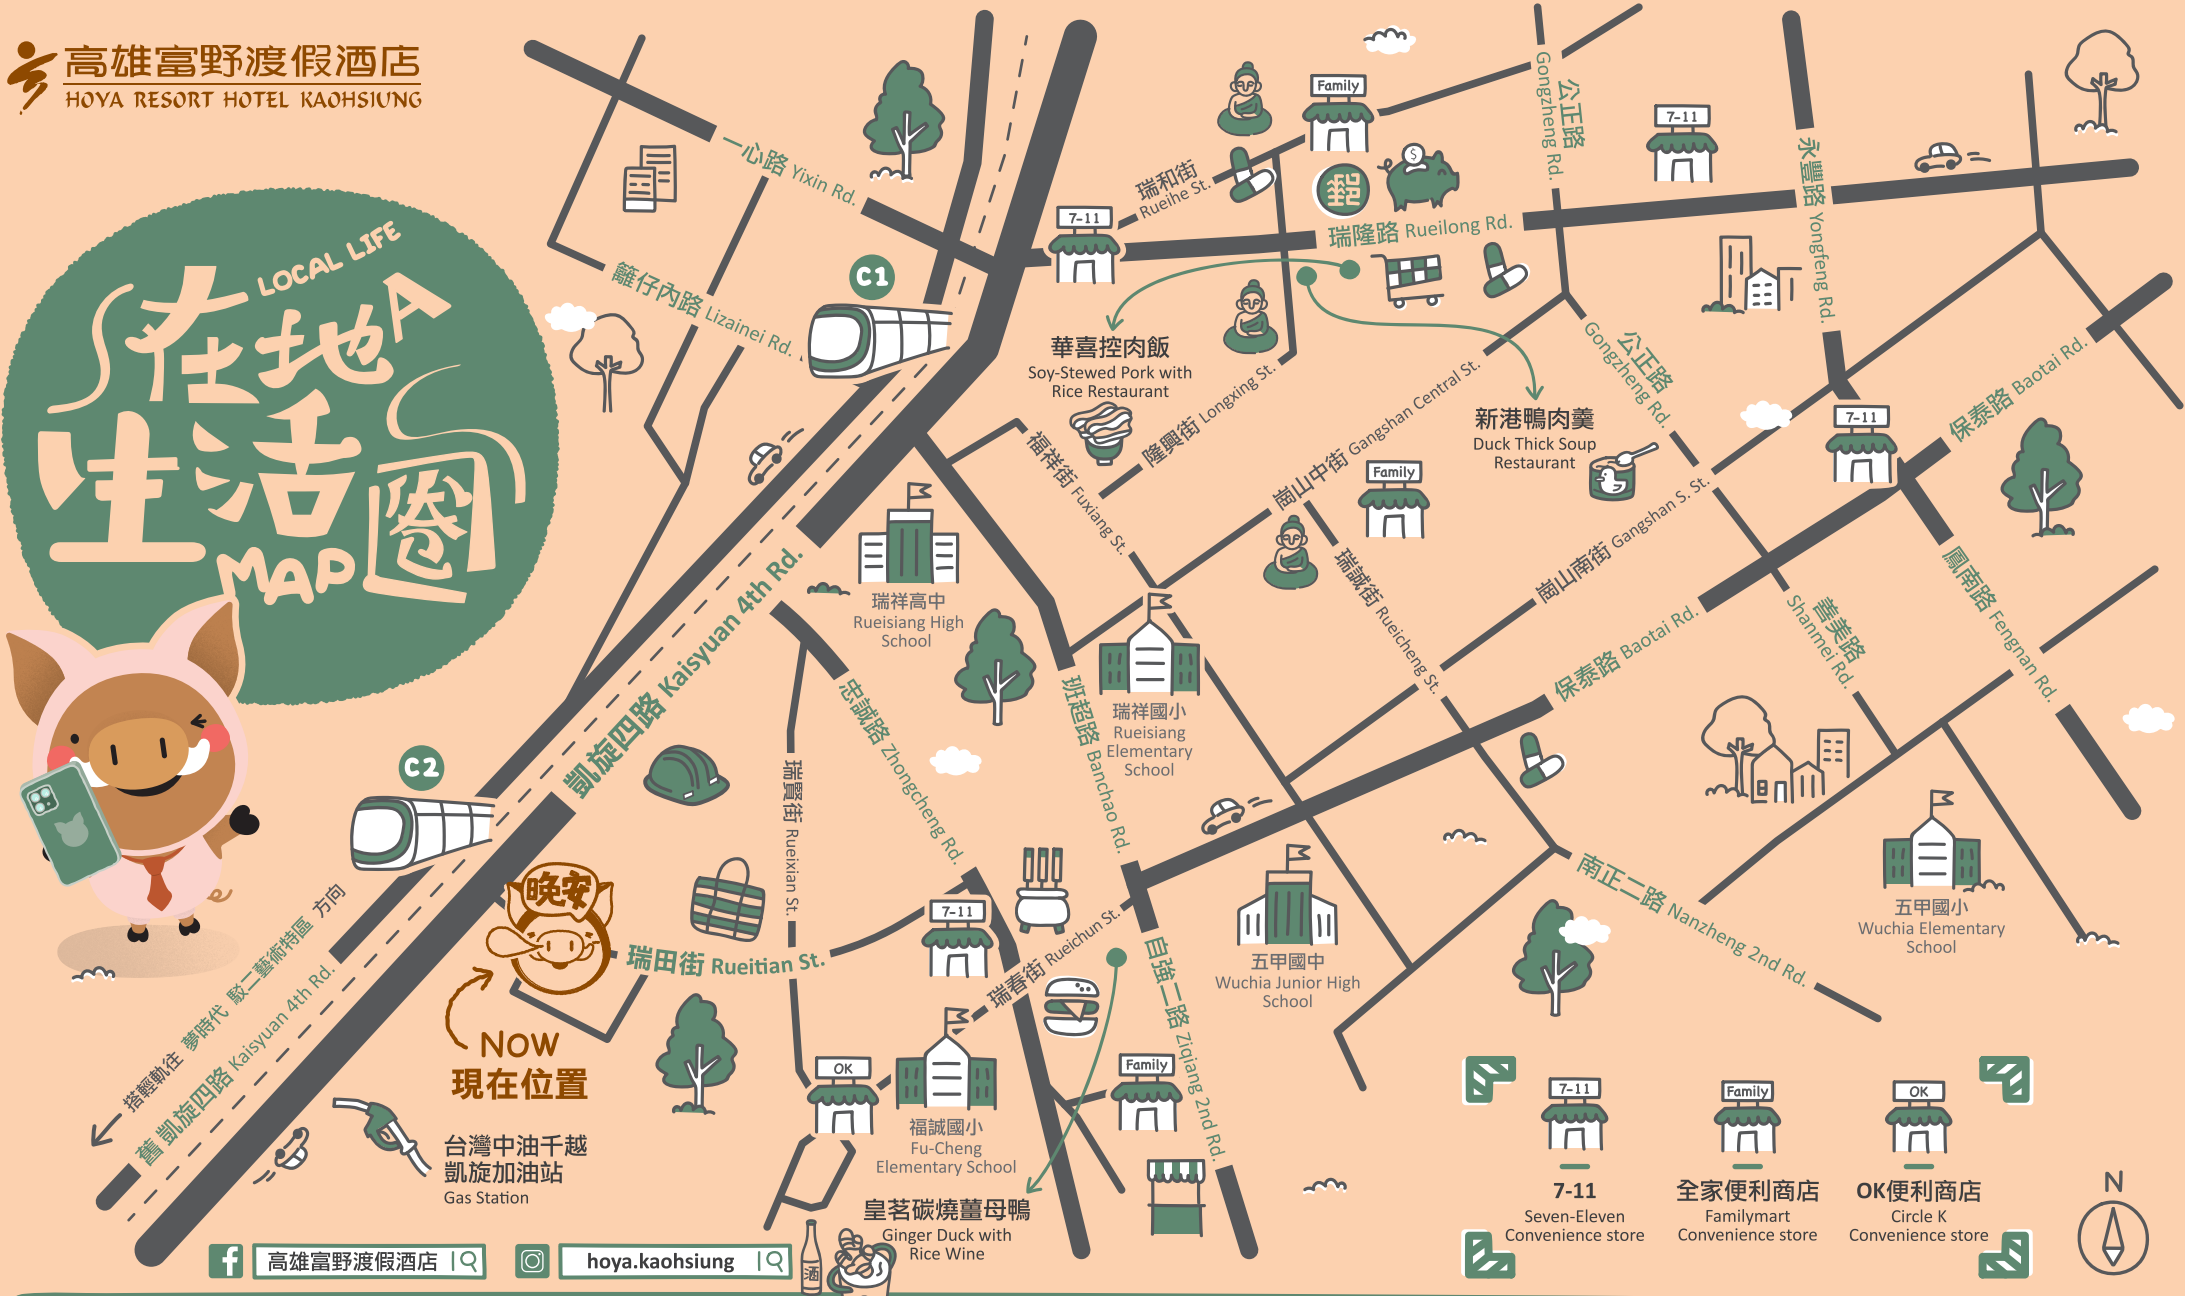 高雄富野渡假酒店
HOYA RESORT HOTEL KAOHSIUNG
在地A
LOCAL LIFE
生活圈
MAP
一心路 Yixin Rd.
籬仔內路 Lizainei Rd.
C1
7-11
瑞和街
Rueihe St.
Family
$
郵
瑞隆路 Rueilong Rd.
公正路
Gongzheng Rd.
7-11
永豐路 Yongfeng Rd.
華喜控肉飯
Soy-Stewed Pork with
Rice Restaurant
隆興街 Longxing St.
崗山中街 Gangshan Central St.
新港鴨肉羹
Duck Thick Soup
Restaurant
公正路
Gongzheng Rd.
7-11
保泰路 Baotai Rd.
福祥街 Fuxiang St.
Family
崗山南街 Gangshan S. St.
瑞誠街 Rueicheng St.
瑞祥高中
Rueisiang High
School
凱旋四路 Kaisyuan 4th Rd.
忠誠路 Zhongcheng Rd.
班超路 Banchao Rd.
瑞祥國小
Rueisiang
Elementary
School
保泰路 Baotai Rd.
善美路
Shanmei Rd.
鳳南路 Fengnan Rd.
C2
瑞賢街 Rueixian St.
晚安
瑞田街 Rueitian St.
7-11
瑞春街 Rueichun St.
自強二路 Ziqiang 2nd Rd.
五甲國中
Wuchia Junior High
School
南正二路 Nanzheng 2nd Rd.
五甲國小
Wuchia Elementary
School
搭輕軌往 夢時代 駁二藝術特區 方向
舊 凱旋四路 Kaisyuan 4th Rd.
NOW
現在位置
OK
福誠國小
Fu-Cheng
Elementary School
Family
台灣中油千越
凱旋加油站
Gas Station
皇茗碳燒薑母鴨
Ginger Duck with
Rice Wine
酒
7-11
7-11
Seven-Eleven
Convenience store
Family
全家便利商店
Familymart
Convenience store
OK
OK便利商店
Circle K
Convenience store
N
高雄富野渡假酒店
hoya.kaohsiung